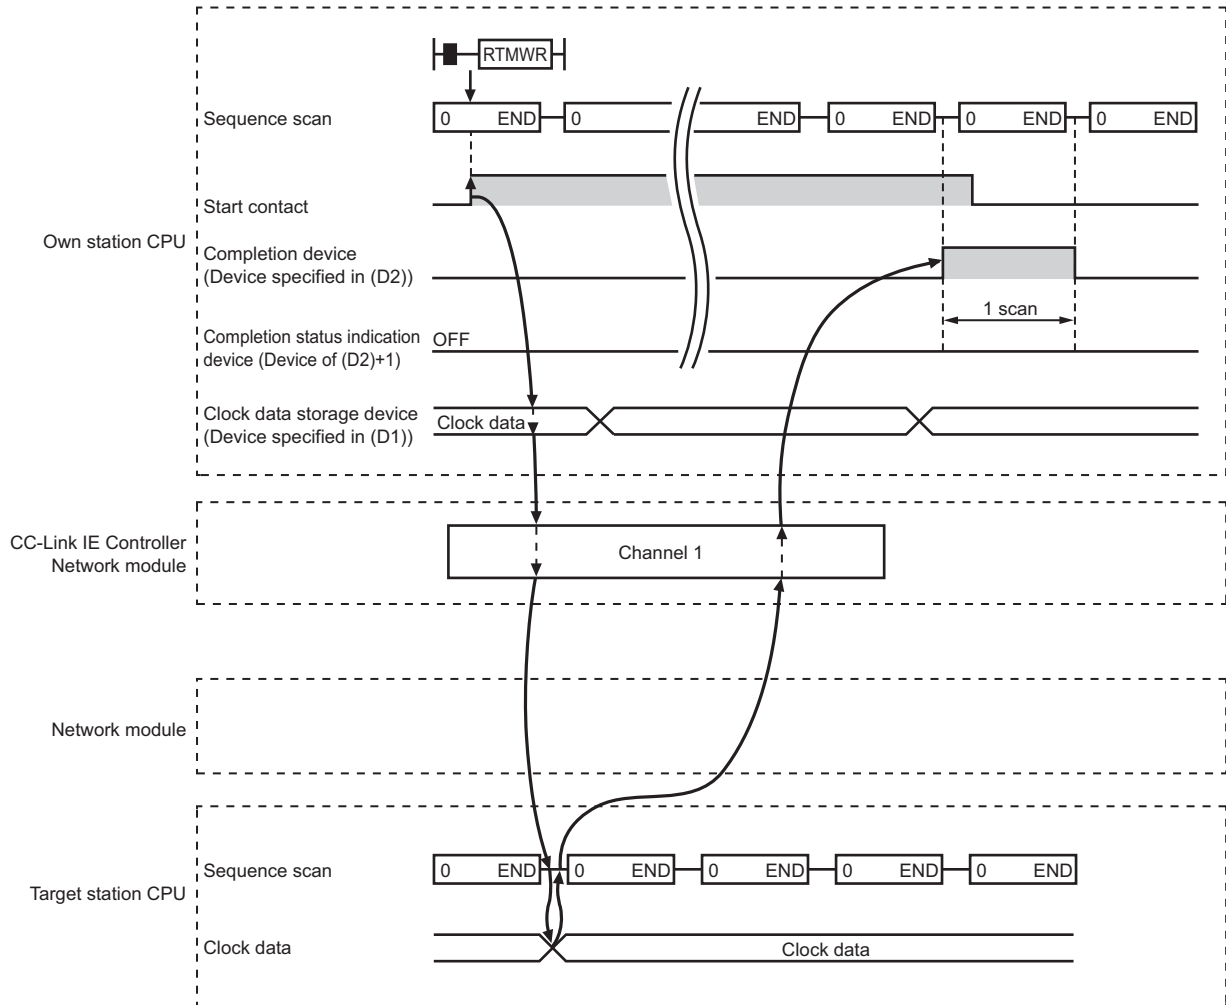 RTMWR
Sequence scan
0 END 0 END 0 END 0 END 0 END
Start contact
Own station CPU
Completion device
(Device specified in (D2))
1 scan
Completion status indication
device (Device of (D2)+1)
OFF
Clock data storage device
(Device specified in (D1))
Clock data
CC-Link IE Controller
Network module
Channel 1
Network module
Target station CPU
Sequence scan
0 END 0 END 0 END 0 END 0 END
Clock data
Clock data